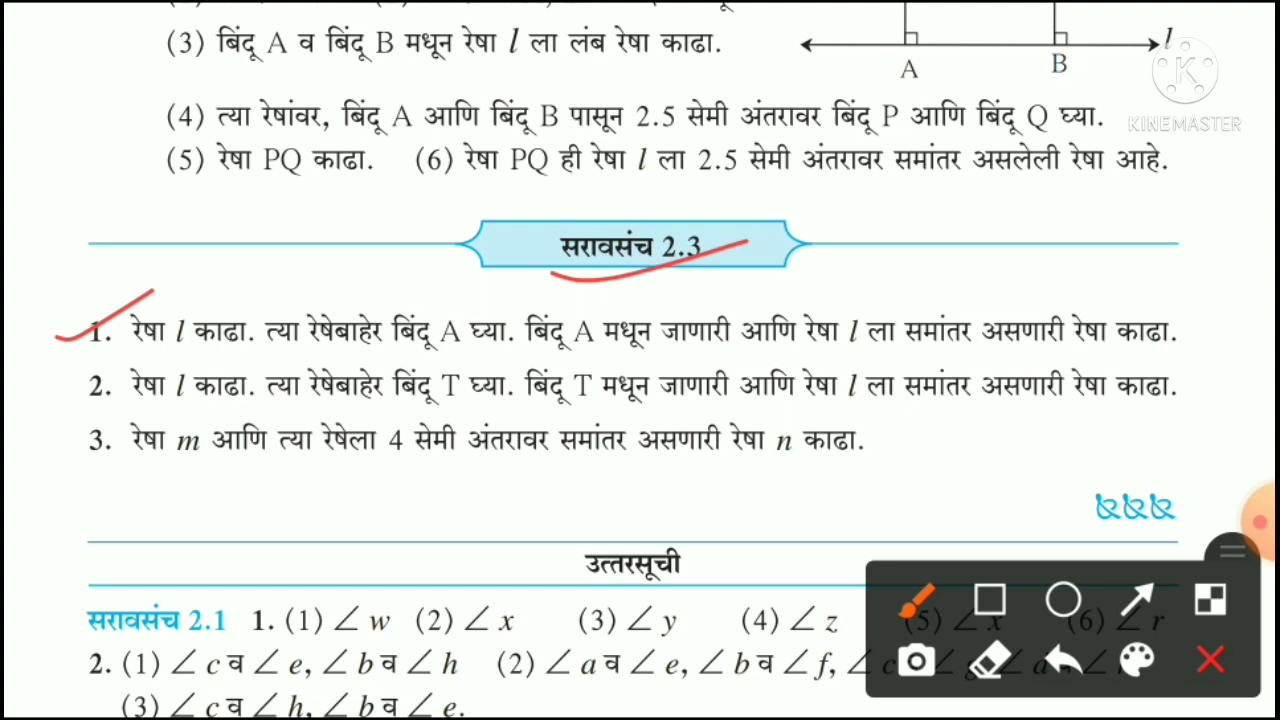 (3) बिंदू A व बिंदू B मधून रेषा l ला लंब रेषा काढा.
l
A
B
KINEMASTER
(4) त्या रेषांवर, बिंदू A आणि बिंदू B पासून 2.5 सेमी अंतरावर बिंदू P आणि बिंदू Q घ्या.
(5) रेषा PQ काढा. (6) रेषा PQ ही रेषा l ला 2.5 सेमी अंतरावर समांतर असलेली रेषा आहे.
सरावसंच 2.3
1. रेषा l काढा. त्या रेषेबाहेर बिंदू A घ्या. बिंदू A मधून जाणारी आणि रेषा l ला समांतर असणारी रेषा काढा.
2. रेषा l काढा. त्या रेषेबाहेर बिंदू T घ्या. बिंदू T मधून जाणारी आणि रेषा l ला समांतर असणारी रेषा काढा.
3. रेषा m आणि त्या रेषेला 4 सेमी अंतरावर समांतर असणारी रेषा n काढा.
उत्तरसूची
सरावसंच 2.1 1. (1) ∠ w (2) ∠ x (3) ∠ y (4) ∠ z (5) ∠ x (6) ∠ r
2. (1) ∠ c व ∠ e, ∠ b व ∠ h (2) ∠ a व ∠ e, ∠ b व ∠ f, ∠ c
(3) ∠ c व ∠ h, ∠ b व ∠ e.